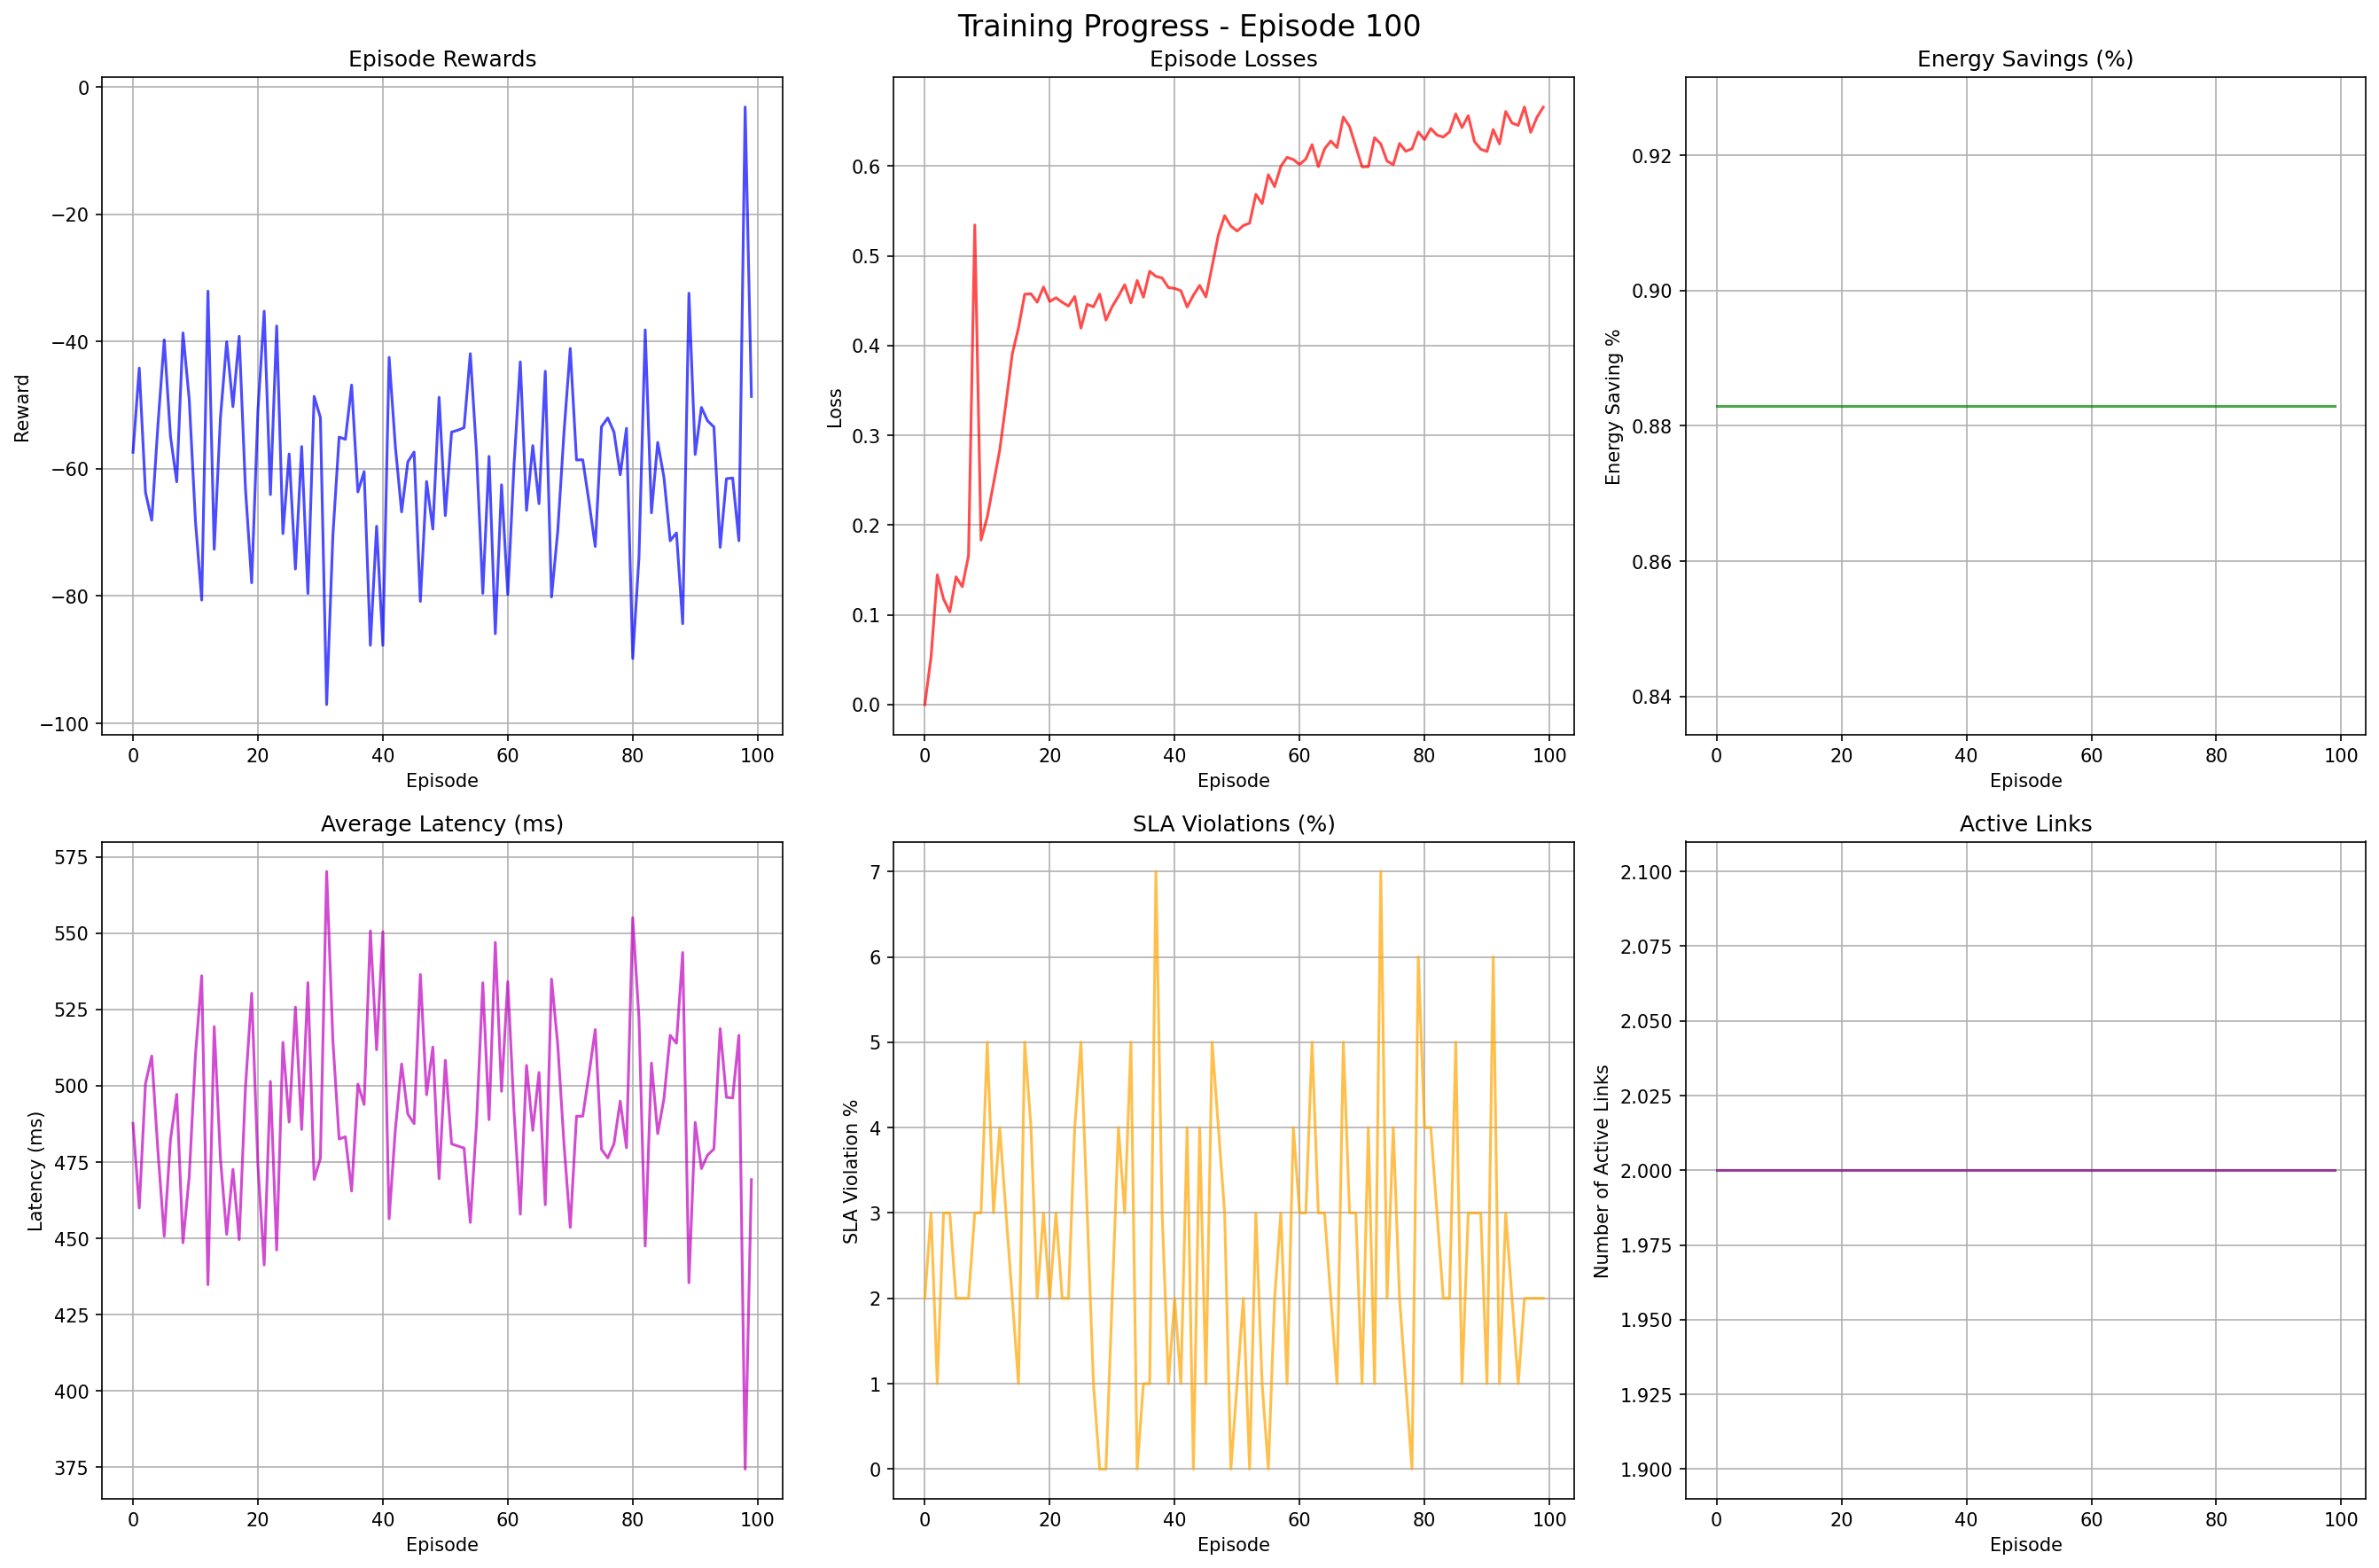 Training Progress - Episode 100
Episode Rewards
Reward
0
−20
−40
−60
−80
−100
0 20 40 60 80 100
Episode
Episode Losses
Loss
0.6
0.5
0.4
0.3
0.2
0.1
0.0
0 20 40 60 80 100
Episode
Energy Savings (%)
Energy Saving %
0.92
0.90
0.88
0.86
0.84
0 20 40 60 80 100
Episode
Average Latency (ms)
Latency (ms)
575
550
525
500
475
450
425
400
375
0 20 40 60 80 100
Episode
SLA Violations (%)
SLA Violation %
7
6
5
4
3
2
1
0
0 20 40 60 80 100
Episode
Active Links
Number of Active Links
2.100
2.075
2.050
2.025
2.000
1.975
1.950
1.925
1.900
0 20 40 60 80 100
Episode